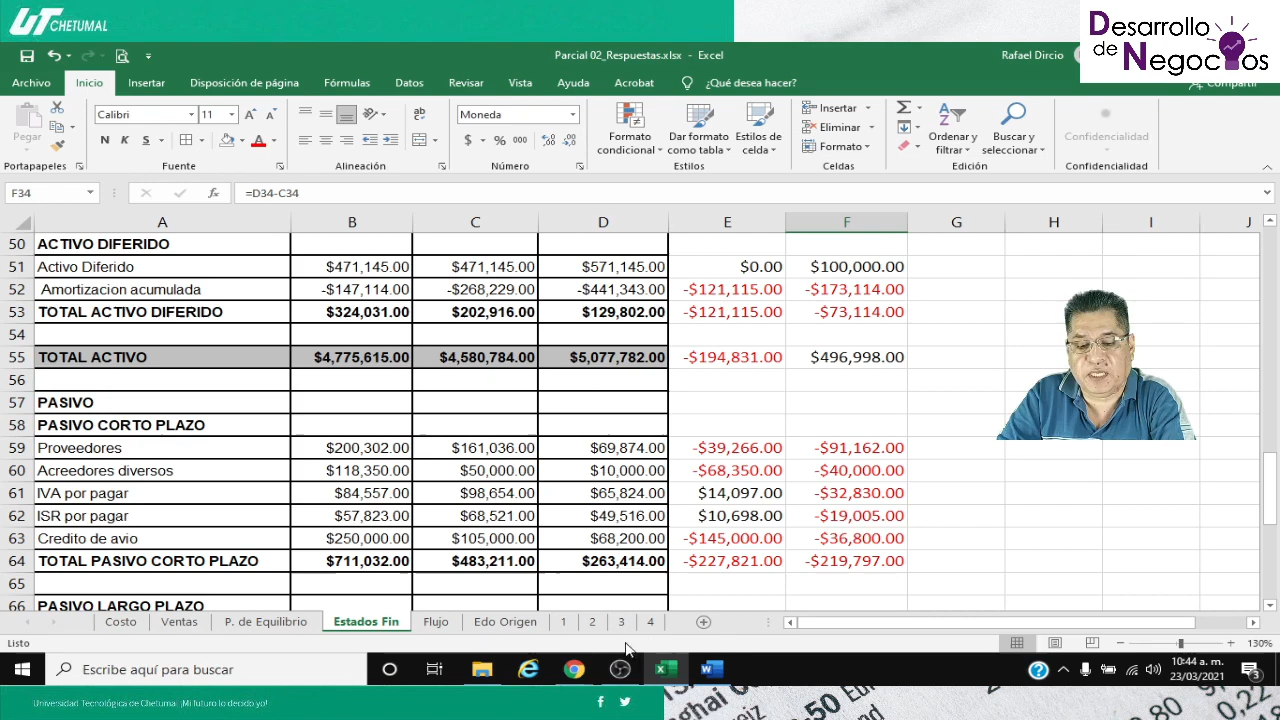 UT CHETUMAL
Desarrollo de Negocios
Parcial 02_Respuestas.xlsx - Excel
Rafael Dircio
Archivo Inicio Insertar Disposición de página Fórmulas Datos Revisar Vista Ayuda Acrobat ¿Qué desea hacer?
Compartir
Pegar
Calibri 11
N K S
Moneda
$ % 000
Formato condicional
Dar formato como tabla
Estilos de celda
Insertar
Eliminar
Formato
Ordenar y filtrar
Buscar y seleccionar
Confidencialidad
Portapapeles Fuente Alineación Número Estilos Celdas Edición Confidencialidad
F34 fx =D34-C34
A B C D E F G H I J
50 ACTIVO DIFERIDO
51 Activo Diferido $471,145.00 $471,145.00 $571,145.00 $0.00 $100,000.00
52 Amortizacion acumulada -$147,114.00 -$268,229.00 -$441,343.00 -$121,115.00 -$173,114.00
53 TOTAL ACTIVO DIFERIDO $324,031.00 $202,916.00 $129,802.00 -$121,115.00 -$73,114.00
54
55 TOTAL ACTIVO $4,775,615.00 $4,580,784.00 $5,077,782.00 -$194,831.00 $496,998.00
56
57 PASIVO
58 PASIVO CORTO PLAZO
59 Proveedores $200,302.00 $161,036.00 $69,874.00 -$39,266.00 -$91,162.00
60 Acreedores diversos $118,350.00 $50,000.00 $10,000.00 -$68,350.00 -$40,000.00
61 IVA por pagar $84,557.00 $98,654.00 $65,824.00 $14,097.00 -$32,830.00
62 ISR por pagar $57,823.00 $68,521.00 $49,516.00 $10,698.00 -$19,005.00
63 Credito de avio $250,000.00 $105,000.00 $68,200.00 -$145,000.00 -$36,800.00
64 TOTAL PASIVO CORTO PLAZO $711,032.00 $483,211.00 $263,414.00 -$227,821.00 -$219,797.00
65
66 PASIVO LARGO PLAZO
Costo Ventas P. de Equilibrio Estados Fin Flujo Edo Origen 1 2 3 4
Listo 130%
Escribe aquí para buscar
10:44 a. m.
23/03/2021
3
Universidad Tecnológica de Chetumal ¡Mi futuro lo decido yo!